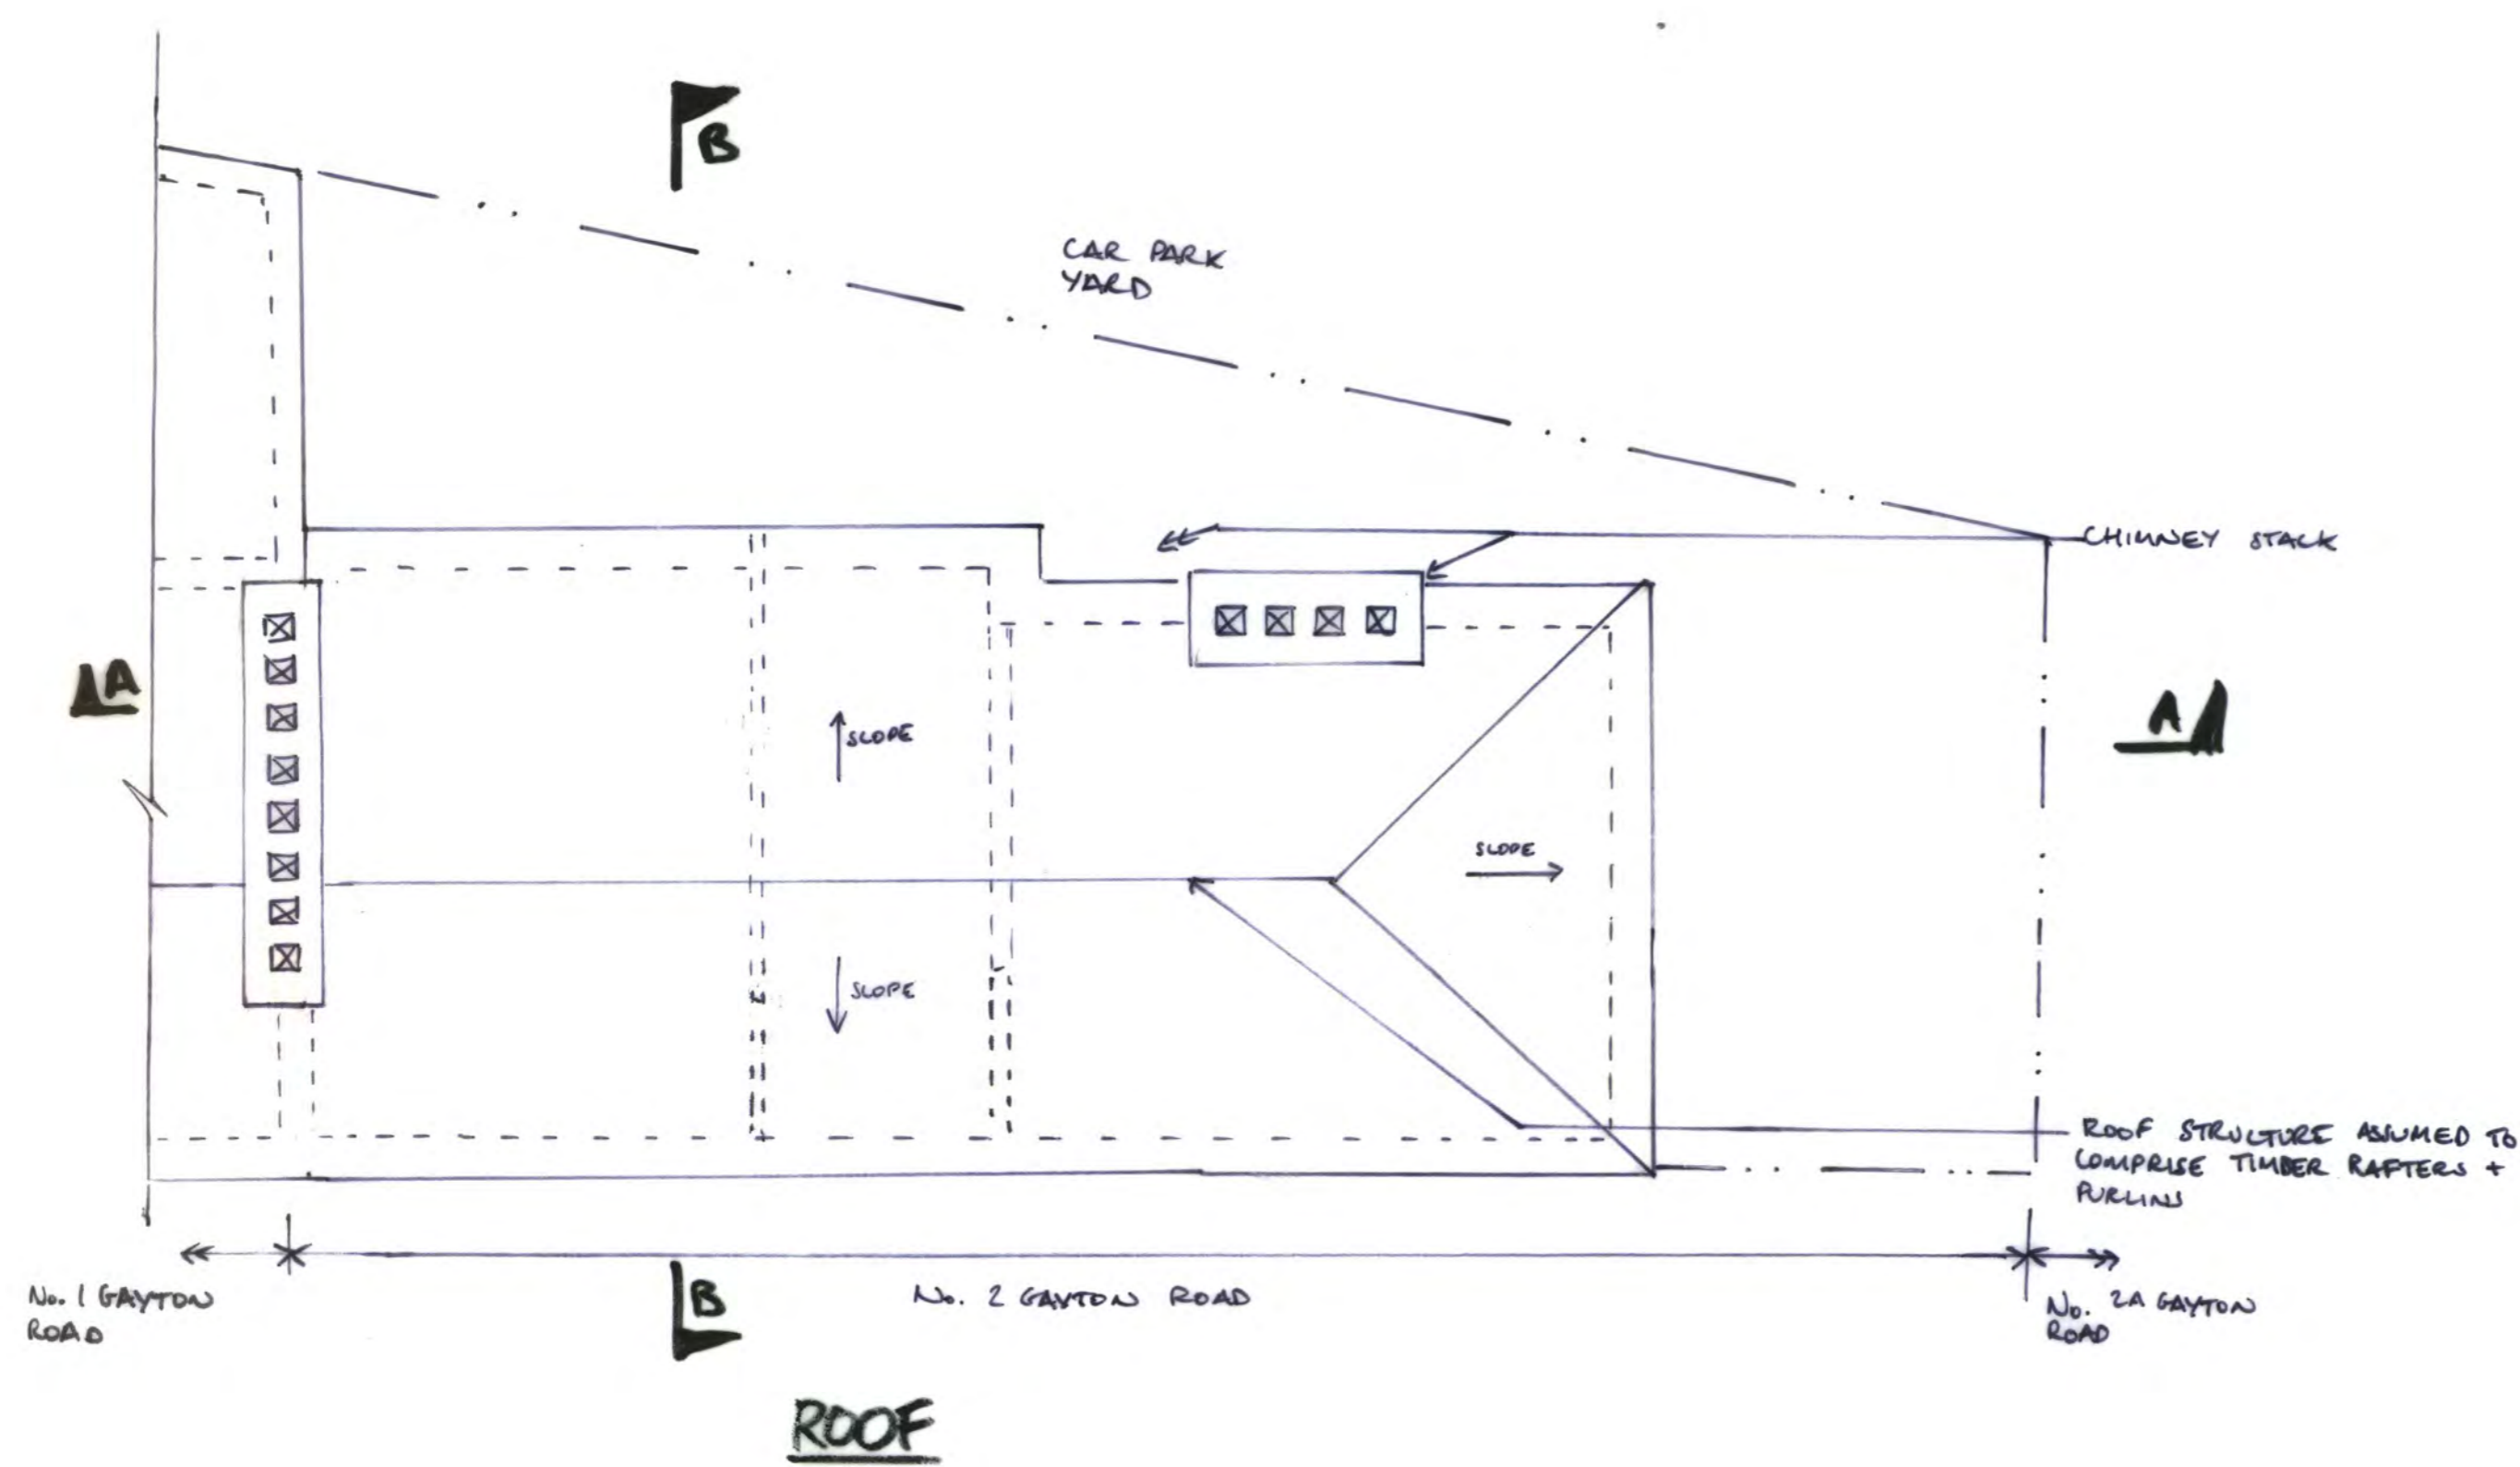 B
CAR PARK
YARD
CHIMNEY STACK
A
SLOPE
A
SLOPE
SLOPE
ROOF STRUCTURE ASSUMED TO
COMPRISE TIMBER RAFTERS +
PURLINS
No. 1 GAYTON
ROAD
B
No. 2 GAYTON ROAD
No. 2A GAYTON
ROAD
ROOF